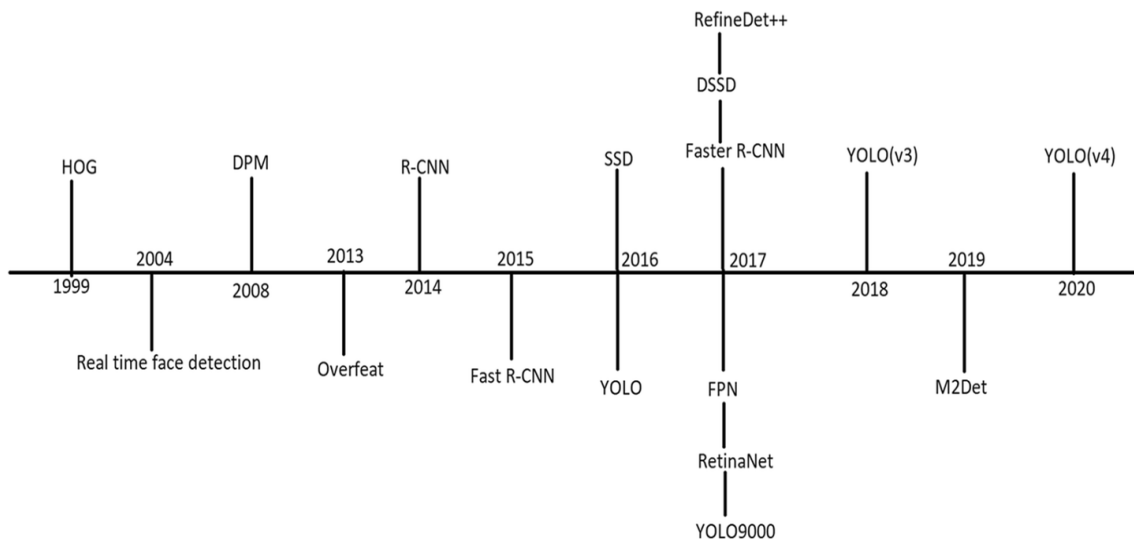 RefineDet++
DSSD
HOG
DPM
R-CNN
SSD
Faster R-CNN
YOLO(v3)
YOLO(v4)
2004
2013
2015
2016
2017
2019
1999
2008
2014
2018
2020
Real time face detection
Overfeat
Fast R-CNN
YOLO
FPN
M2Det
RetinaNet
YOLO9000